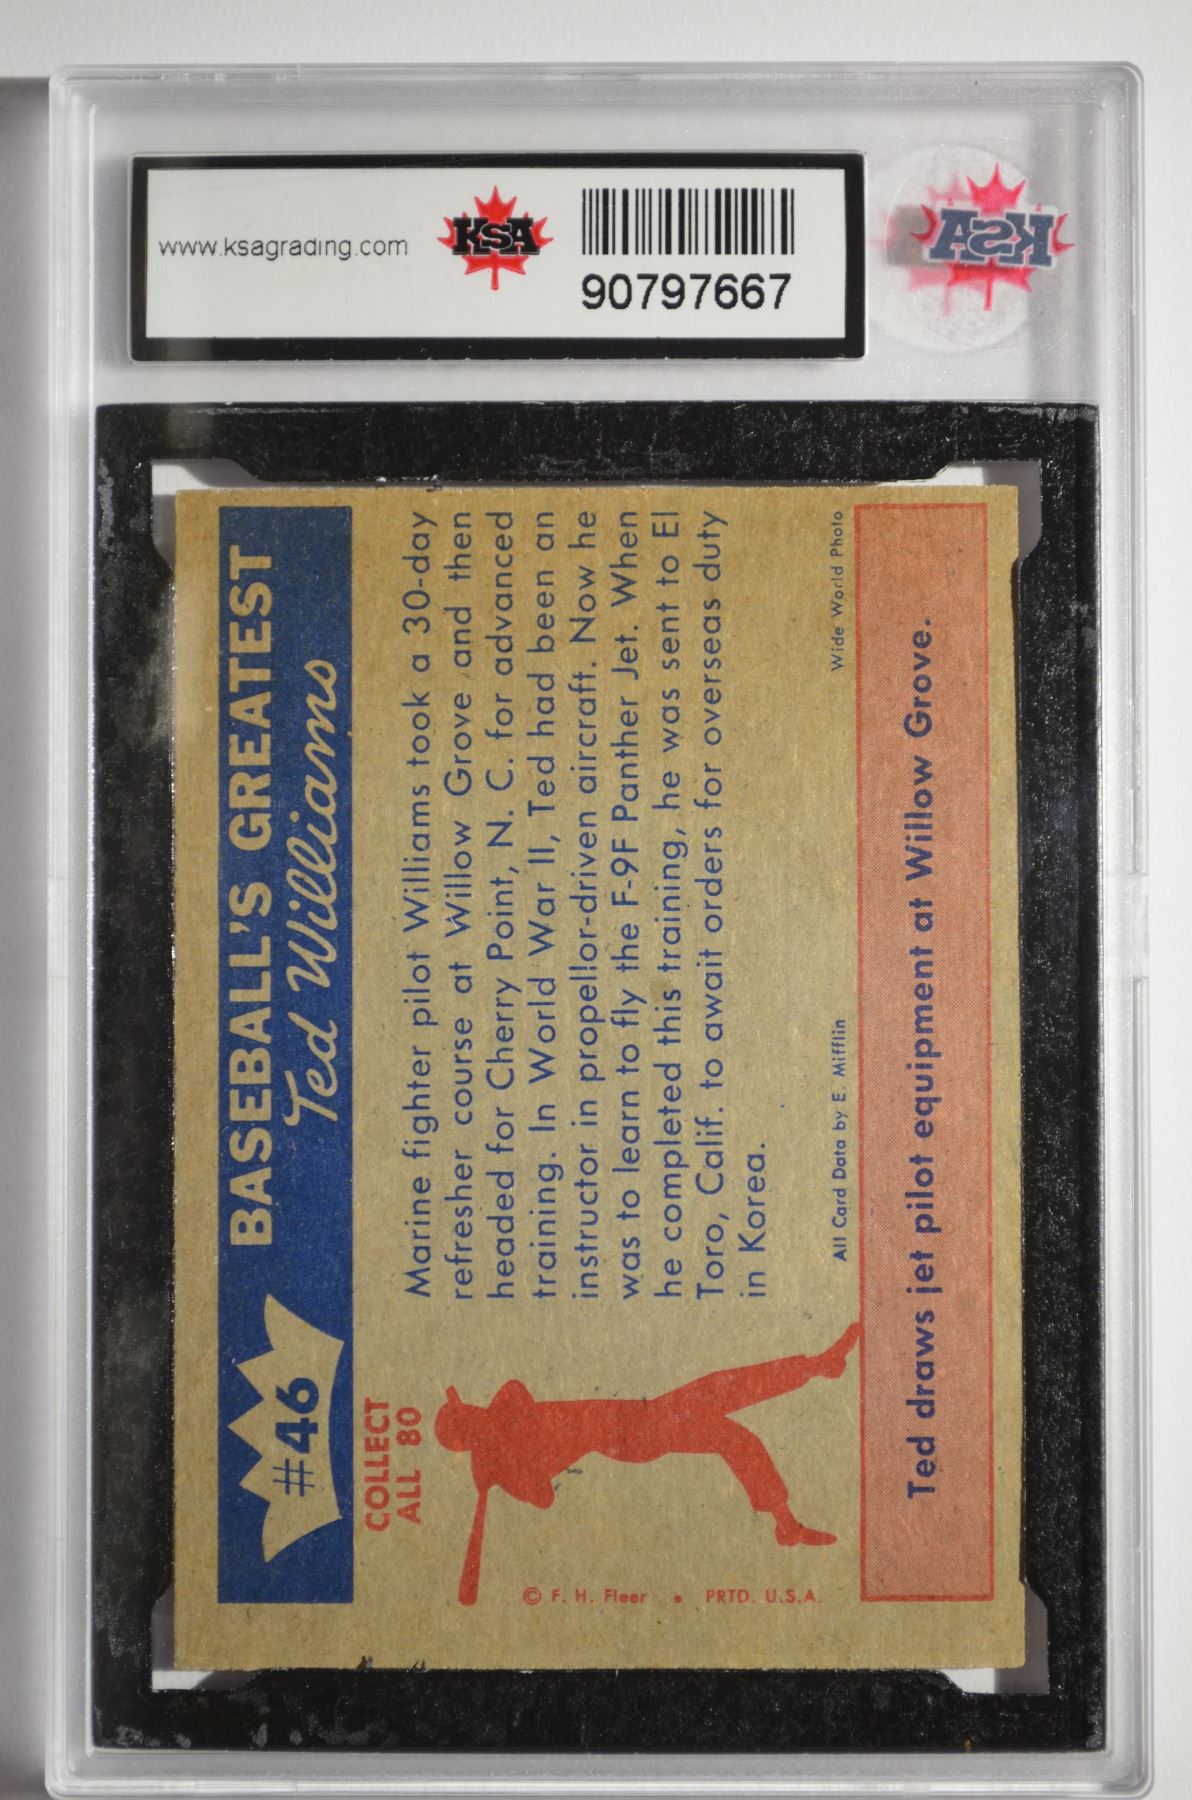 www.ksagrading.com
KSA
90797667
KSA
#46
BASEBALL'S GREATEST
Ted Williams
COLLECT
ALL 80
Marine fighter pilot Williams took a 30-day
refresher course at Willow Grove and then
headed for Cherry Point, N. C. for advanced
training. In World War II, Ted had been an
instructor in propellor-driven aircraft. Now he
was to learn to fly the F-9F Panther Jet. When
he completed this training, he was sent to El
Toro, Calif. to await orders for overseas duty
in Korea.
© F. H. Fleer • PRTD. U.S.A.
All Card Data by E. Mifflin
Wide World Photo
Ted draws jet pilot equipment at Willow Grove.